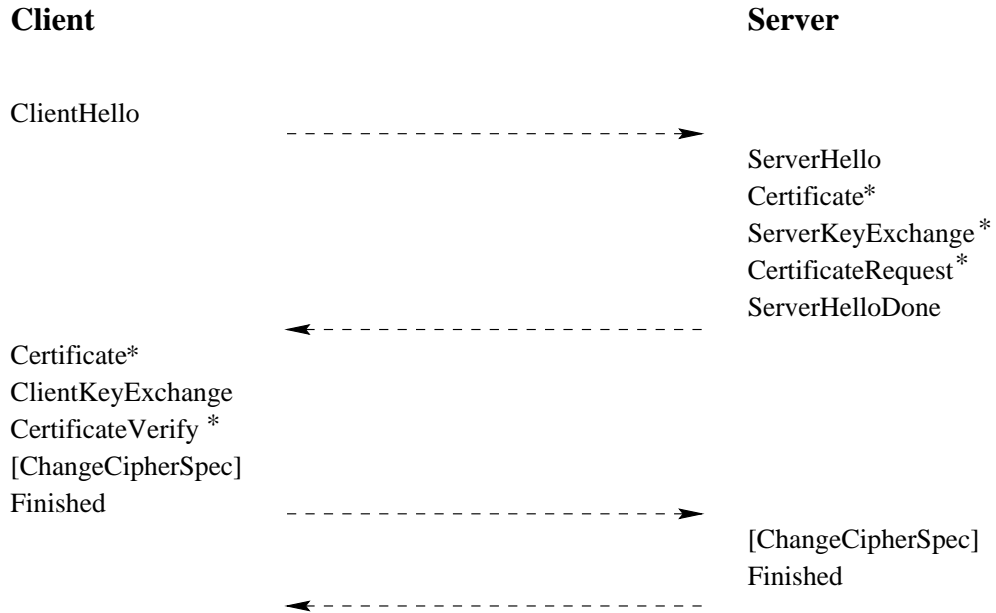 Client Server
ClientHello
ServerHello
Certificate*
ServerKeyExchange*
CertificateRequest*
ServerHelloDone
Certificate*
ClientKeyExchange
CertificateVerify *
[ChangeCipherSpec]
Finished
[ChangeCipherSpec]
Finished